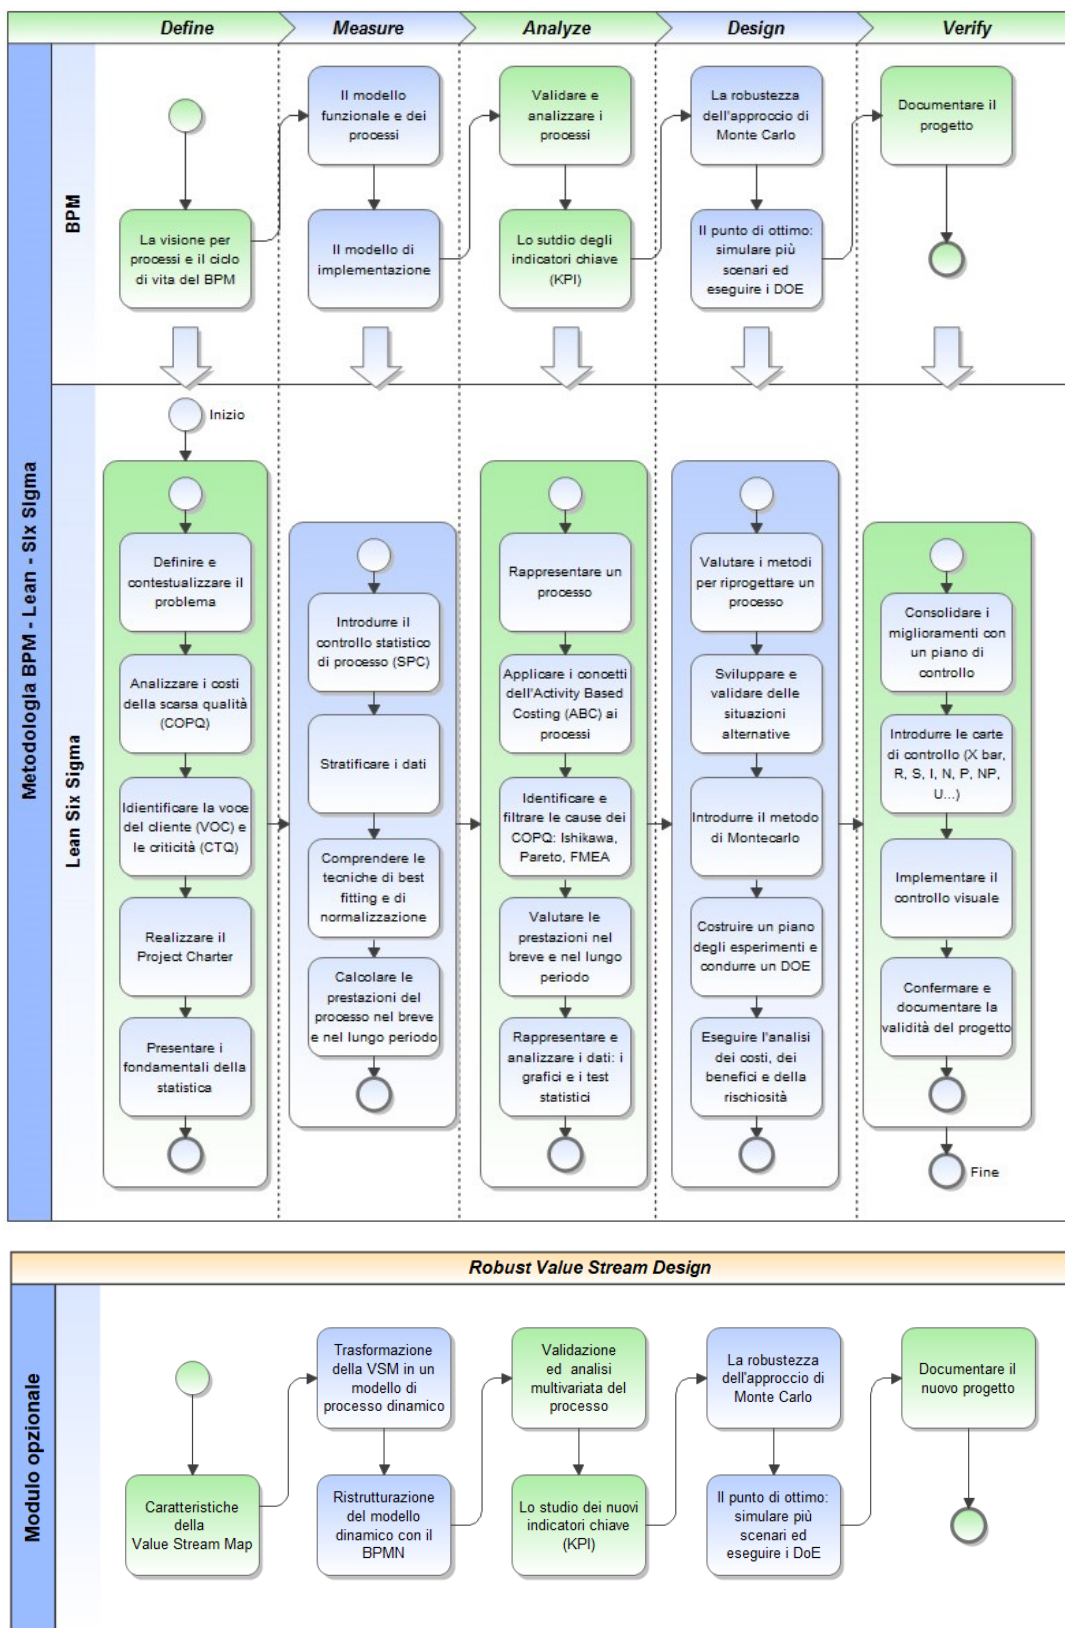 Define
Measure
Analyze
Design
Verify
Metodologia BPM - Lean - Six Sigma
BPM
La visione per
processi e il ciclo
di vita del BPM
Il modello
funzionale e dei
processi
Il modello di
implementazione
Validare e
analizzare i
processi
Lo sutdio degli
indicatori chiave
(KPI)
La robustezza
dell'approccio di
Monte Carlo
Il punto di ottimo:
simulare più
scenari ed
eseguire i DOE
Documentare il
progetto
Lean Six Sigma
Inizio
Definire e
contestualizzare il
problema
Analizzare i costi
della scarsa qualità
(COPQ)
Idientificare la voce
del cliente (VOC) e
le criticità (CTQ)
Realizzare il
Project Charter
Presentare i
fondamentali della
statistica
Introdurre il
controllo statistico
di processo (SPC)
Stratificare i dati
Comprendere le
tecniche di best
fitting e di
normalizzazione
Calcolare le
prestazioni del
processo nel breve
e nel lungo periodo
Rappresentare un
processo
Applicare i concetti
dell'Activity Based
Costing (ABC) ai
processi
Identificare e
filtrare le cause dei
COPQ: Ishikawa,
Pareto, FMEA
Valutare le
prestazioni nel
breve e nel lungo
periodo
Rappresentare e
analizzare i dati: i
grafici e i test
statistici
Valutare i metodi
per riprogettare un
processo
Sviluppare e
validare delle
situazioni
alternative
Introdurre il metodo
di Montecarlo
Costruire un piano
degli esperimenti e
condurre un DOE
Eseguire l'analisi
dei costi, dei
benefici e della
rischiosità
Consolidare i
miglioramenti con
un piano di
controllo
Introdurre le carte
di controllo (X bar,
R, S, I, N, P, NP,
U...)
Implementare il
controllo visuale
Confermare e
documentare la
validità del progetto
Fine
Robust Value Stream Design
Modulo opzionale
Caratteristiche
della
Value Stream Map
Trasformazione
della VSM in un
modello di
processo dinamico
Ristrutturazione
del modello
dinamico con il
BPMN
Validazione
ed analisi
multivariata del
processo
Lo studio dei nuovi
indicatori chiave
(KPI)
La robustezza
dell'approccio di
Monte Carlo
Il punto di ottimo:
simulare più
scenari ed
eseguire i DoE
Documentare il
nuovo progetto